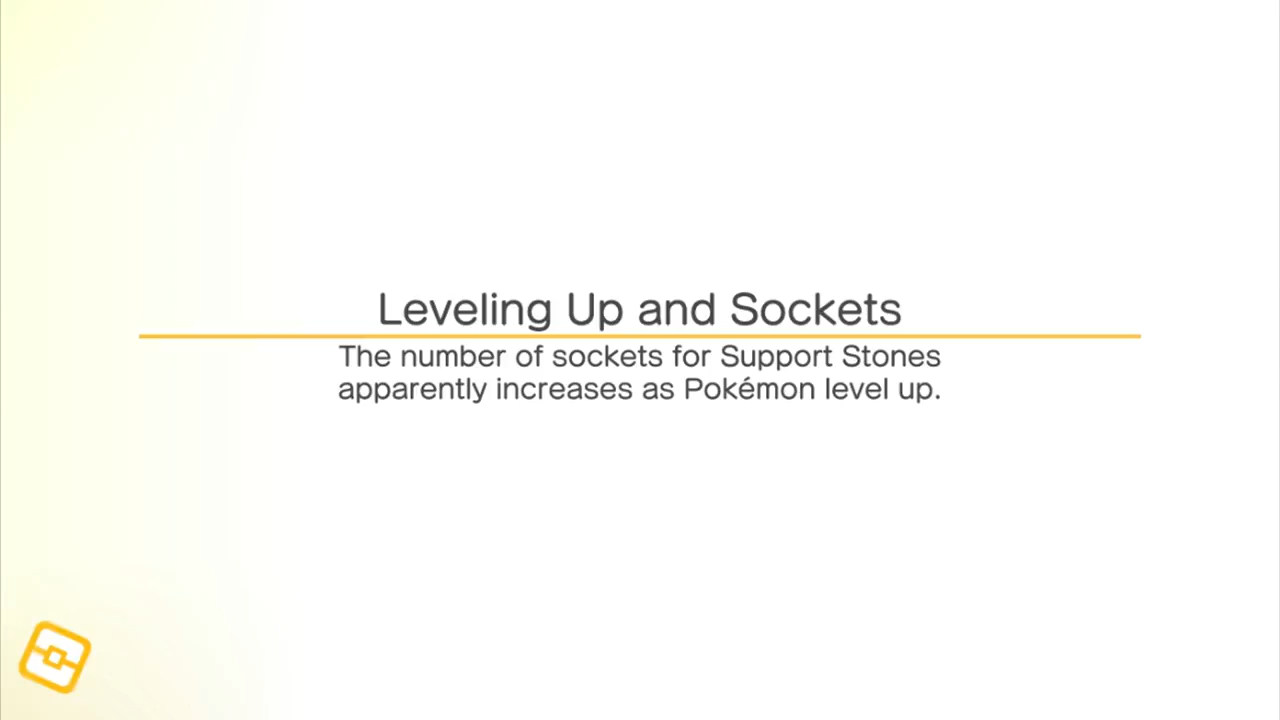 Leveling Up and Sockets
The number of sockets for Support Stones
apparently increases as Pokémon level up.